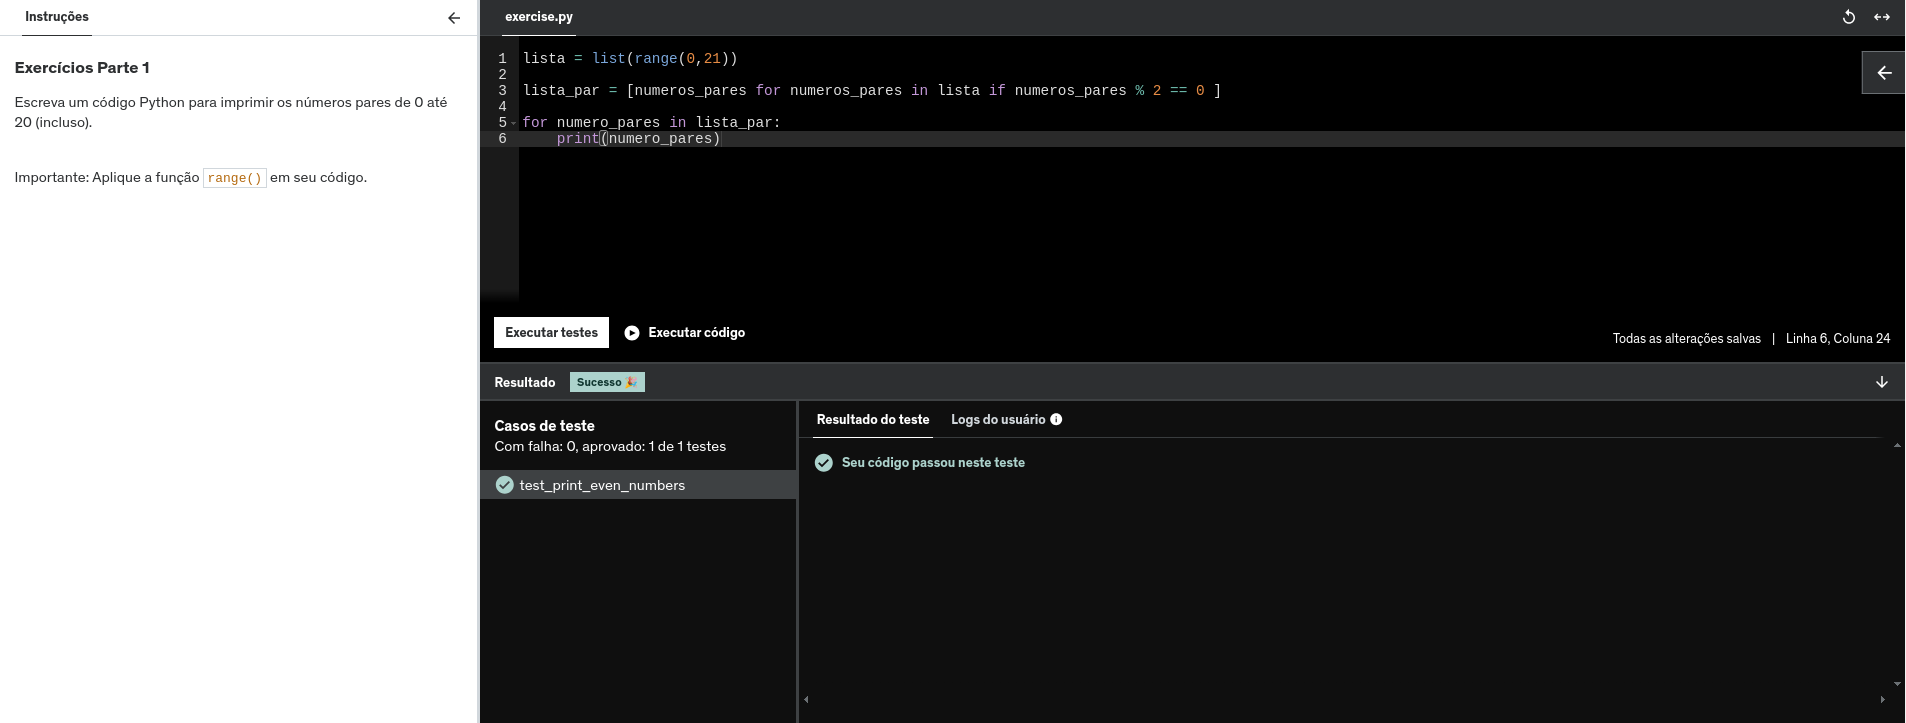 Instruções
Exercícios Parte 1
Escreva um código Python para imprimir os números pares de 0 até
20 (incluso).
Importante: Aplique a função range() em seu código.
exercise.py
1 lista = list(range(0,21))
2
3 lista_par = [numeros_pares for numeros_pares in lista if numeros_pares % 2 == 0 ]
4
5 for numero_pares in lista_par:
6     print(numero_pares)
Executar testes Executar código
Todas as alterações salvas | Linha 6, Coluna 24
Resultado Sucesso 🎉
Casos de teste
Com falha: 0, aprovado: 1 de 1 testes
test_print_even_numbers
Resultado do teste Logs do usuário
Seu código passou neste teste